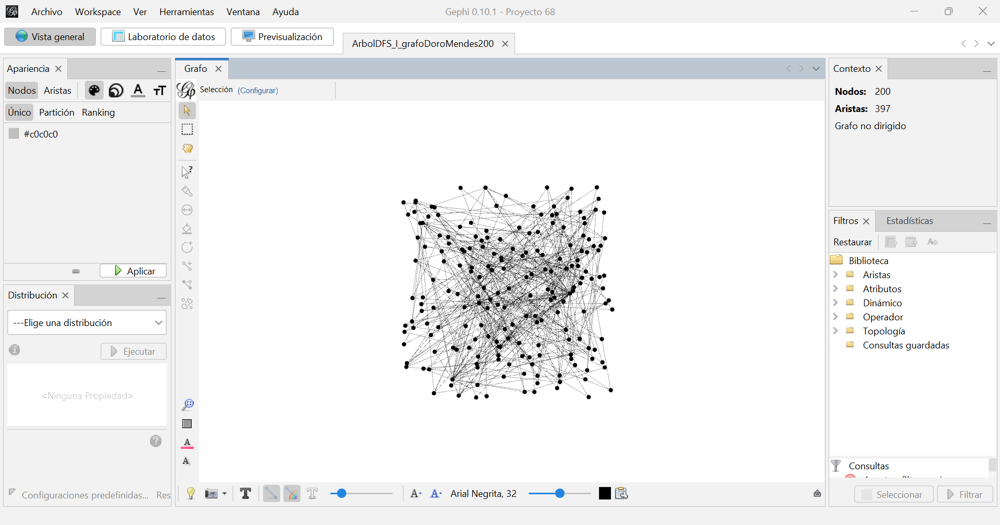 Archivo Workspace Ver Herramientas Ventana Ayuda
Gephi 0.10.1 - Proyecto 68
Vista general Laboratorio de datos Previsualización
ArbolDFS_I_grafoDoroMendes200
Apariencia
Nodos Aristas
Único Partición Ranking
#c0c0c0
Aplicar
Distribución
---Elige una distribución
Ejecutar
<Ninguna Propiedad>
Configuraciones predefinidas... Res
Grafo
Selección (Configurar)
Arial Negrita, 32
Contexto
Nodos: 200
Aristas: 397
Grafo no dirigido
Filtros Estadísticas
Restaurar
Biblioteca
Aristas
Atributos
Dinámico
Operador
Topología
Consultas guardadas
Consultas
Seleccionar Filtrar